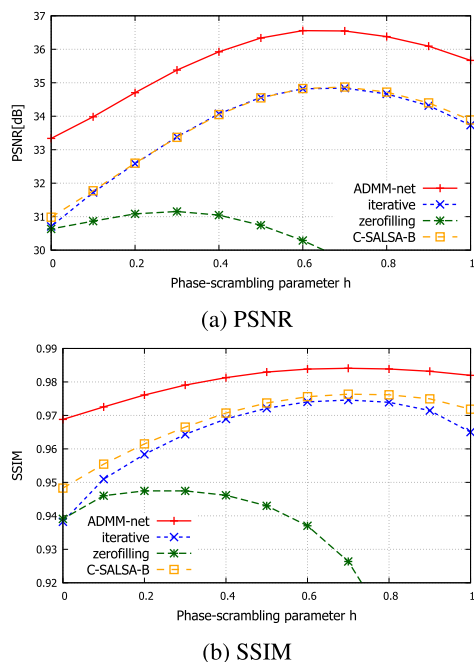 37
36
35
34
33
32
31
30
PSNR[dB]
ADMM-net
iterative
zerofilling
C-SALSA-B
0 0.2 0.4 0.6 0.8 1
Phase-scrambling parameter h
(a) PSNR
0.99
0.98
0.97
0.96
0.95
0.94
0.93
0.92
SSIM
ADMM-net
iterative
zerofilling
C-SALSA-B
0 0.2 0.4 0.6 0.8 1
Phase-scrambling parameter h
(b) SSIM